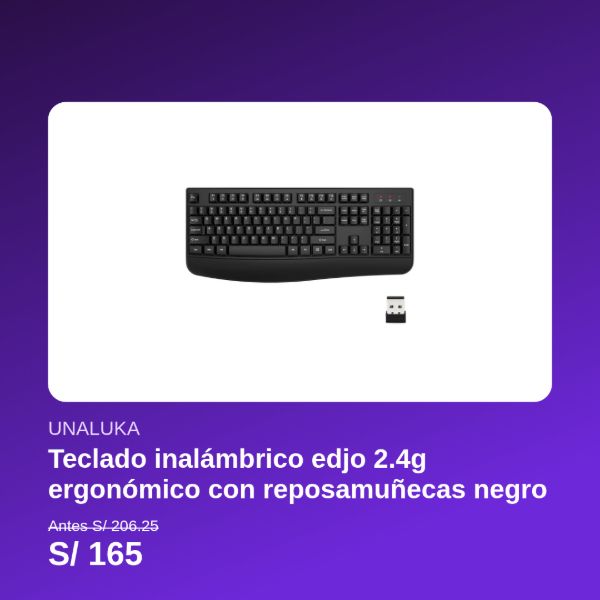 UNALUKA
Teclado inalámbrico edjo 2.4g
ergonómico con reposamuñecas negro
Antes S/ 206.25
S/ 165